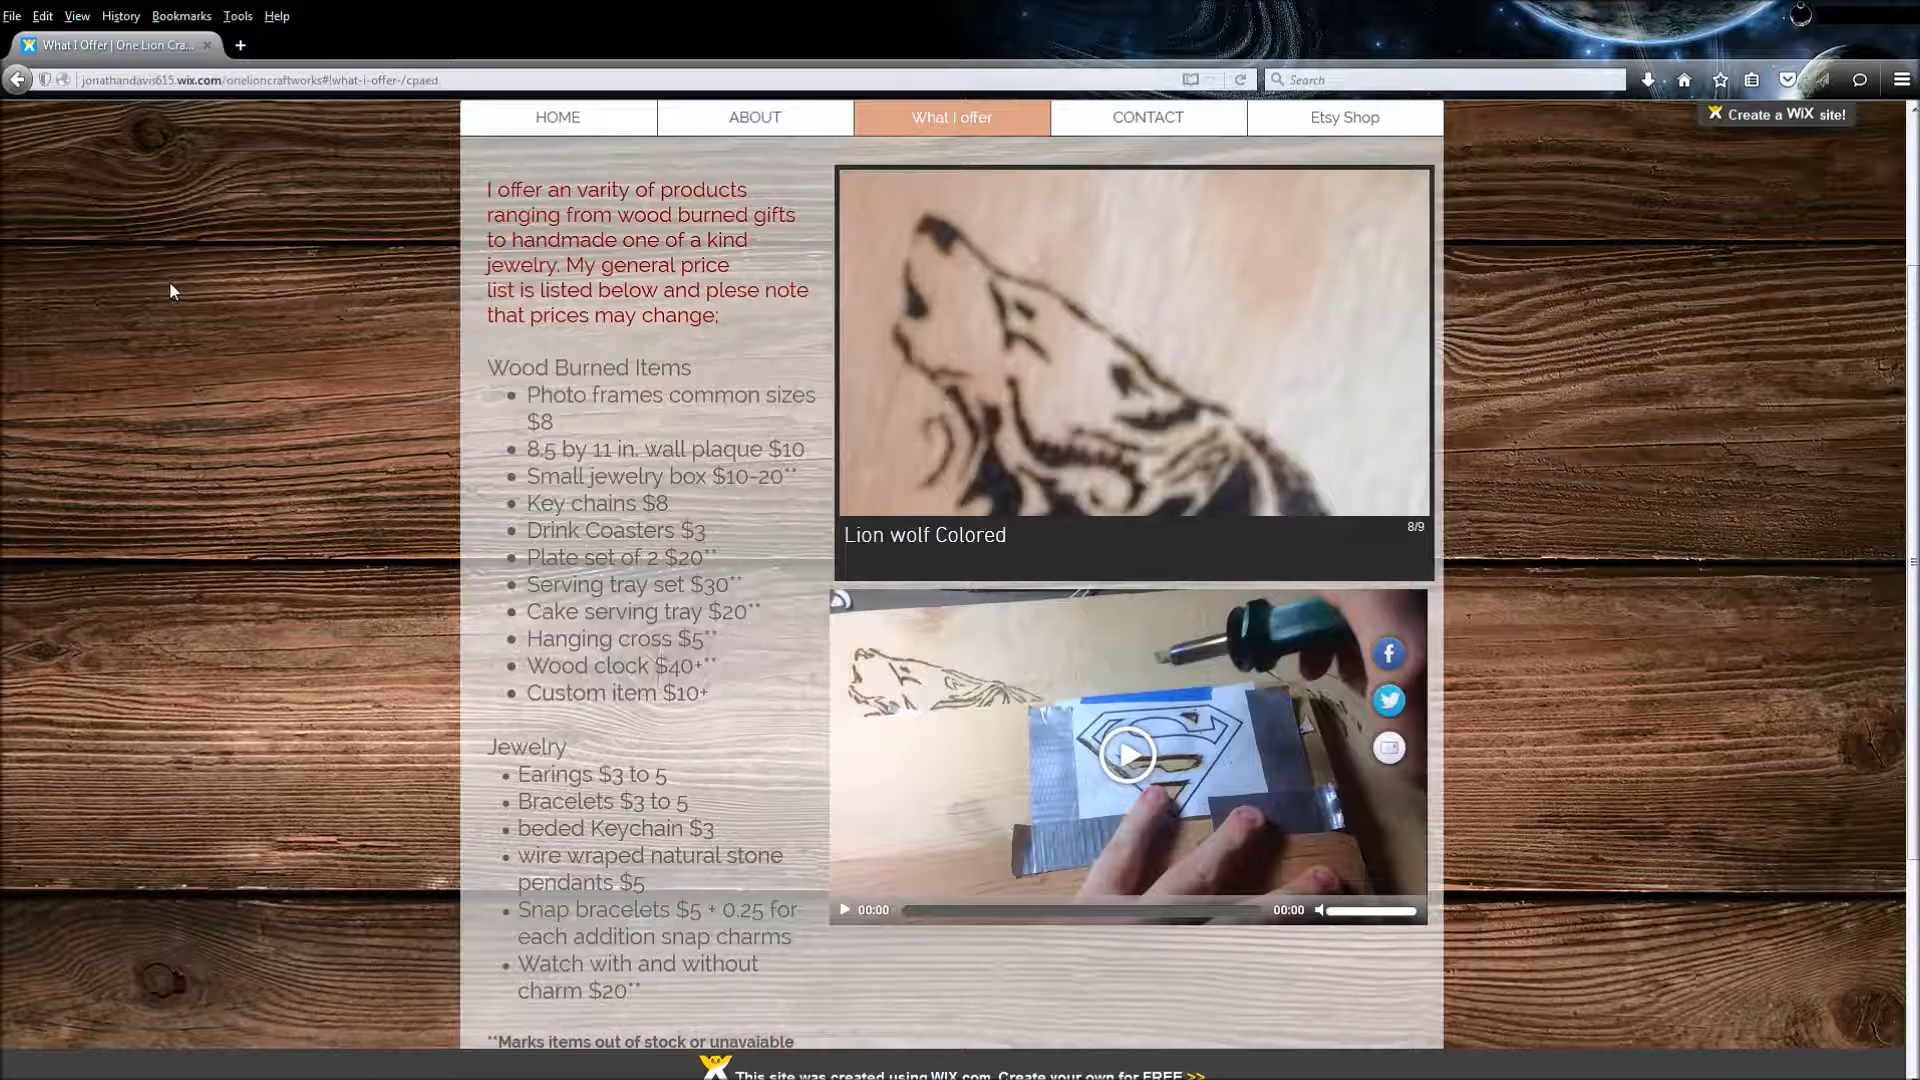 File Edit View History Bookmarks Tools Help
What I Offer | One Lion Cra...
jonathandavis615.wix.com/onelioncraftworks#!what-i-offer-/cpaed
Search
HOME ABOUT What I offer CONTACT Etsy Shop
Create a WiX site!
I offer an varity of products
ranging from wood burned gifts
to handmade one of a kind
jewelry. My general price
list is listed below and plese note
that prices may change;
Wood Burned Items
Photo frames common sizes
$8
8.5 by 11 in. wall plaque $10
Small jewelry box $10-20**
Key chains $8
Drink Coasters $3
Plate set of 2 $20**
Serving tray set $30**
Cake serving tray $20**
Hanging cross $5**
Wood clock $40+**
Custom item $10+
Jewelry
Earings $3 to 5
Bracelets $3 to 5
beded Keychain $3
wire wraped natural stone
pendants $5
Snap bracelets $5 + 0.25 for
each addition snap charms
Watch with and without
charm $20**
**Marks items out of stock or unavaiable
Lion wolf Colored
8/9
00:00 00:00
This site was created using WIX.com. Create your own for FREE >>